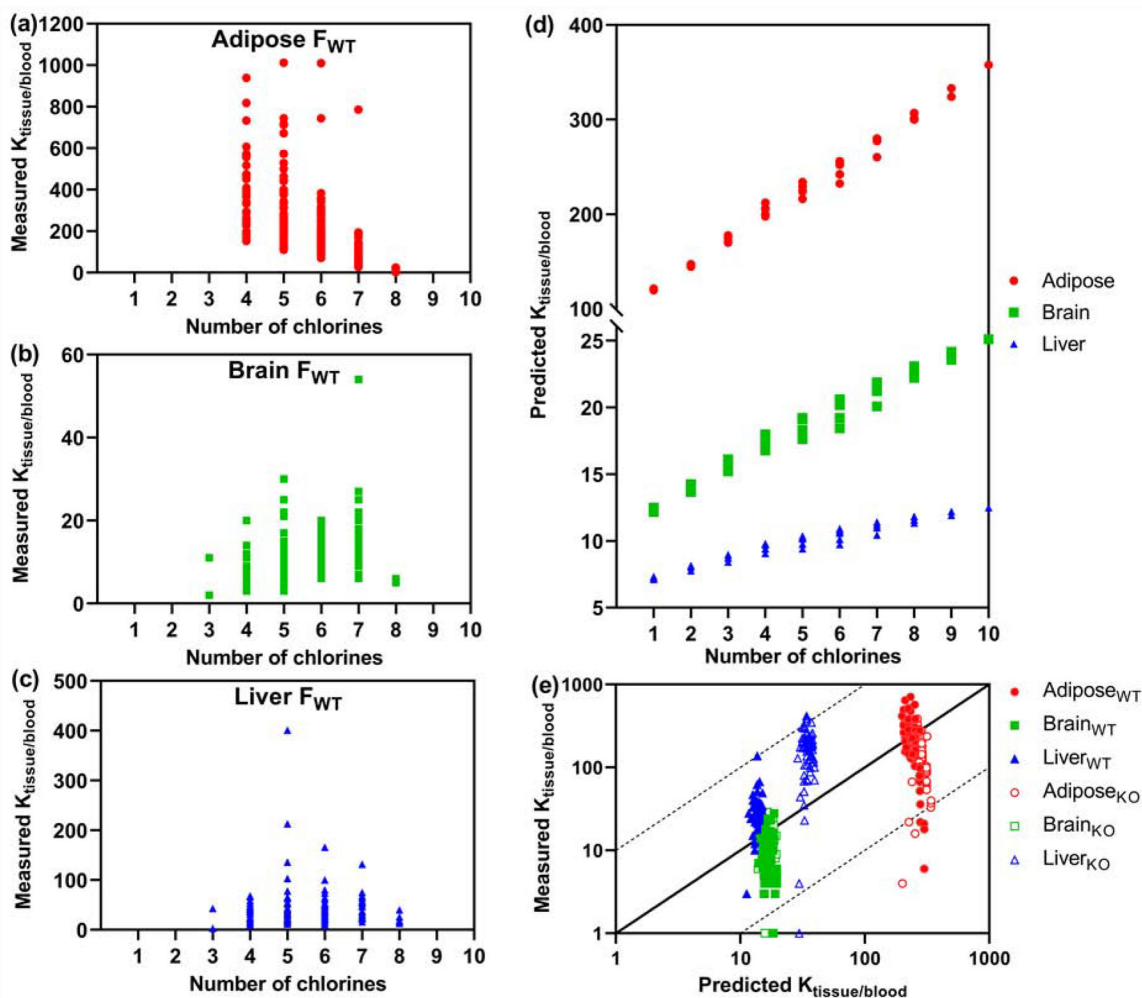 (a)
Adipose F_WT
Measured K_tissue/blood
1200
1000
800
600
400
200
0
1 2 3 4 5 6 7 8 9 10
Number of chlorines
(b)
Brain F_WT
Measured K_tissue/blood
60
40
20
0
1 2 3 4 5 6 7 8 9 10
Number of chlorines
(c)
Liver F_WT
Measured K_tissue/blood
500
400
300
200
100
0
1 2 3 4 5 6 7 8 9 10
Number of chlorines
(d)
Predicted K_tissue/blood
400
300
200
100
25
20
15
10
5
1 2 3 4 5 6 7 8 9 10
Number of chlorines
Adipose
Brain
Liver
(e)
Measured K_tissue/blood
1000
100
10
1
1 10 100 1000
Predicted K_tissue/blood
Adipose_WT
Brain_WT
Liver_WT
Adipose_KO
Brain_KO
Liver_KO